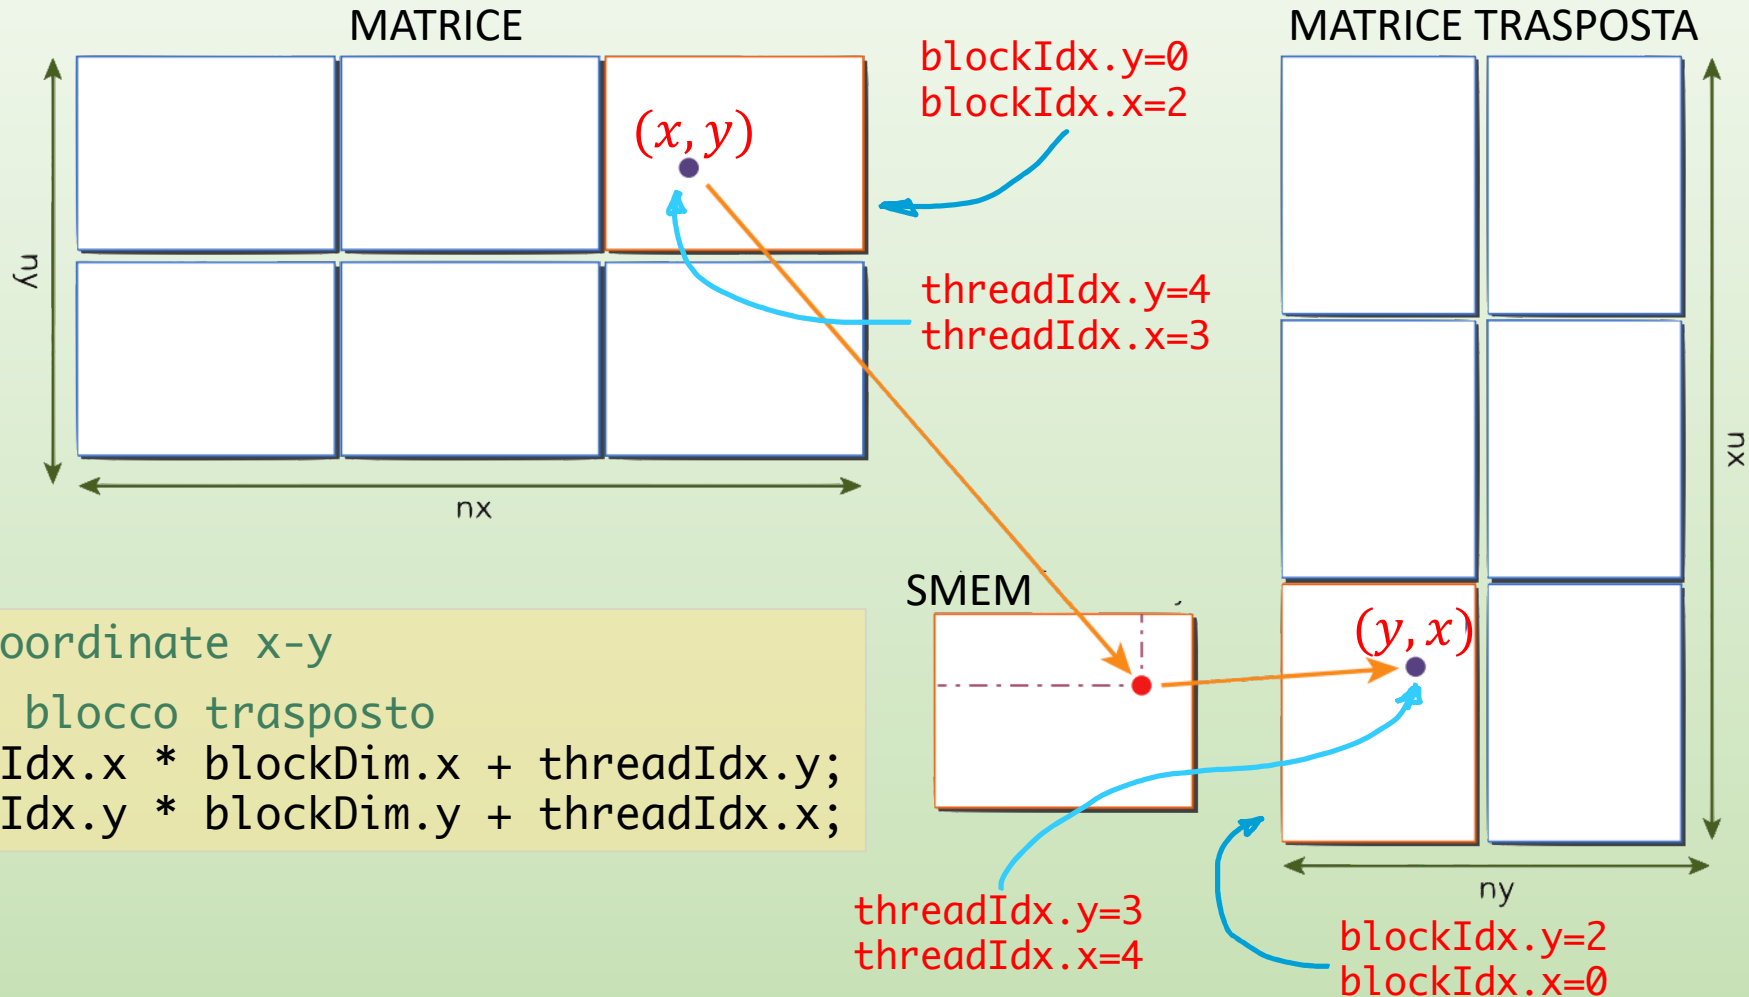 MATRICE
MATRICE TRASPOSTA
blockIdx.y=0
blockIdx.x=2
(x, y)
ny
threadIdx.y=4
threadIdx.x=3
nx
nx
SMEM
(y, x)
oordinate x-y
blocco trasposto
Idx.x * blockDim.x + threadIdx.y;
Idx.y * blockDim.y + threadIdx.x;
ny
threadIdx.y=3
threadIdx.x=4
blockIdx.y=2
blockIdx.x=0